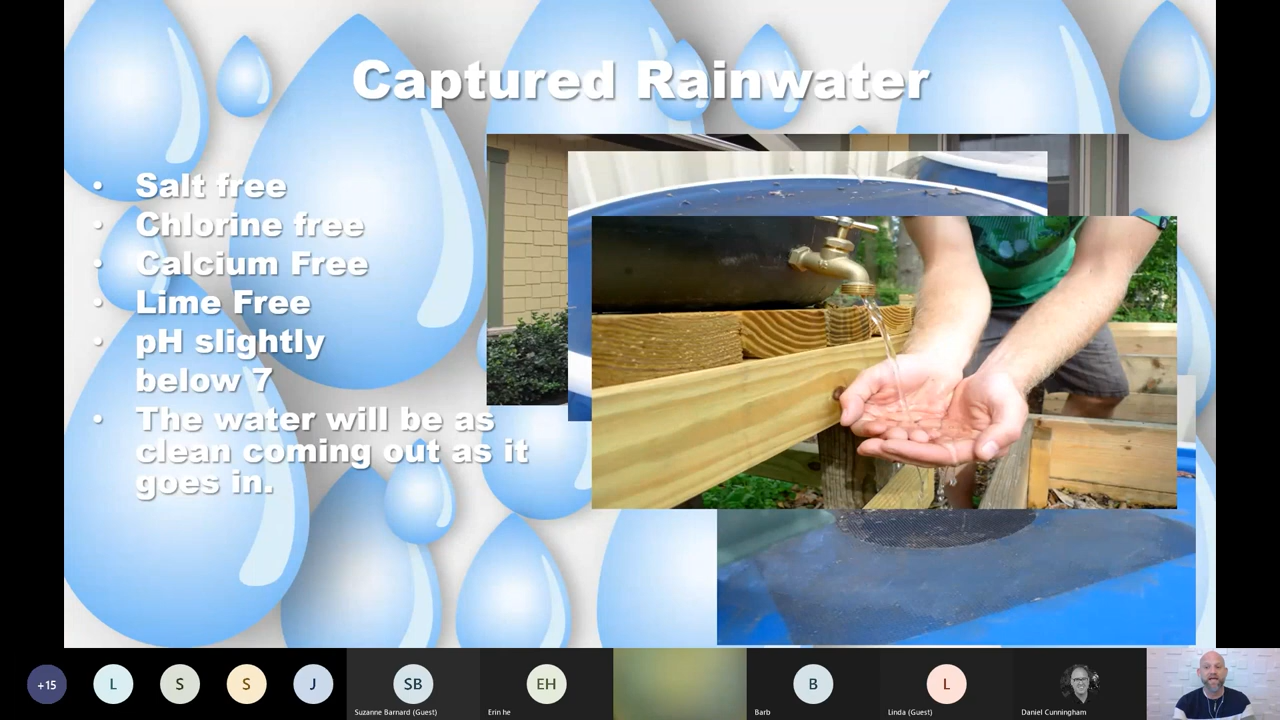 Captured Rainwater
• Salt free
• Chlorine free
• Calcium Free
• Lime Free
• pH slightly
below 7
• The water will be as
clean coming out as it
goes in.
+15
L
S
S
J
SB
Suzanne Barnard (Guest)
EH
Erin he
B
Barb
L
Linda (Guest)
Daniel Cunningham